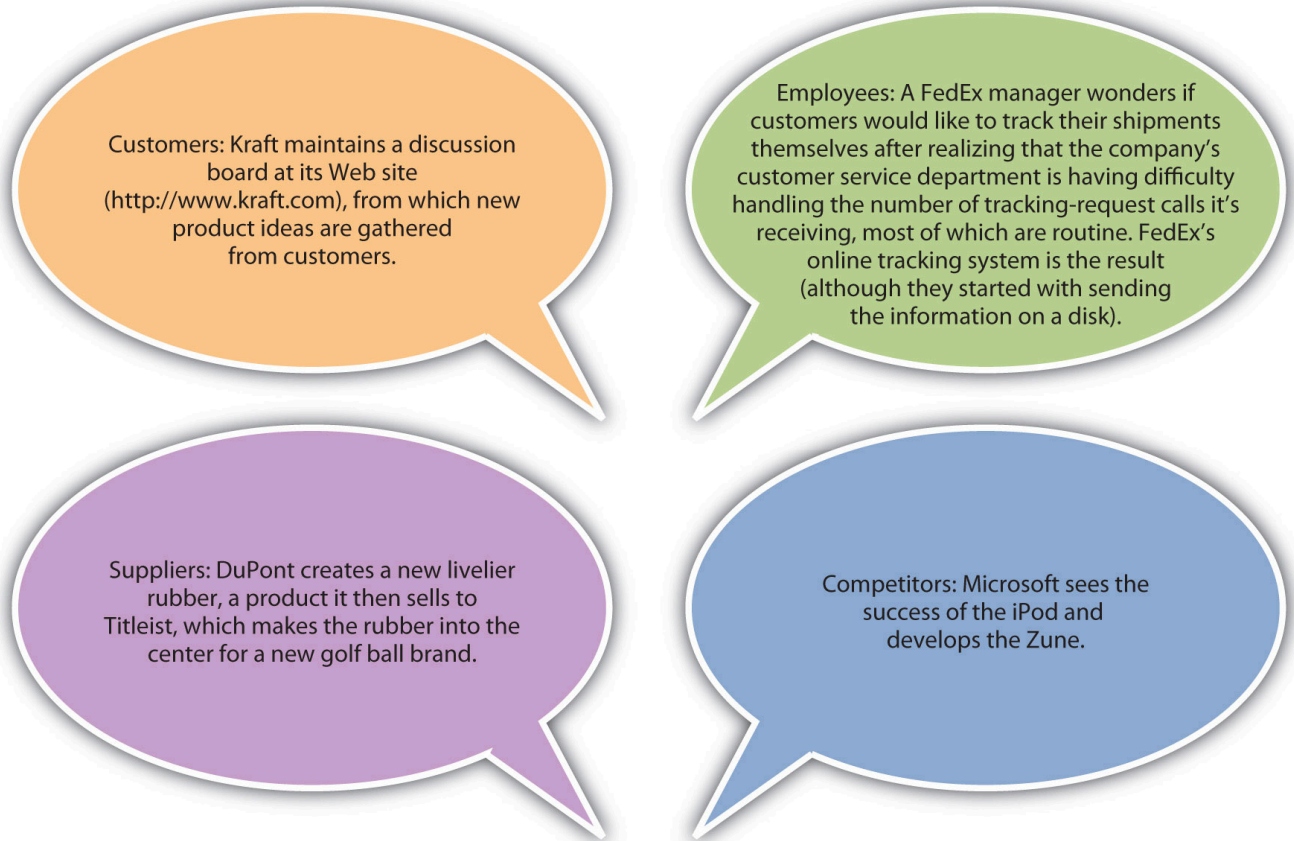 Customers: Kraft maintains a discussion
board at its Web site
(http://www.kraft.com), from which new
product ideas are gathered
from customers.
Employees: A FedEx manager wonders if
customers would like to track their shipments
themselves after realizing that the company’s
customer service department is having difficulty
handling the number of tracking-request calls it’s
receiving, most of which are routine. FedEx’s
online tracking system is the result
(although they started with sending
the information on a disk).
Suppliers: DuPont creates a new livelier
rubber, a product it then sells to
Titleist, which makes the rubber into the
center for a new golf ball brand.
Competitors: Microsoft sees the
success of the iPod and
develops the Zune.